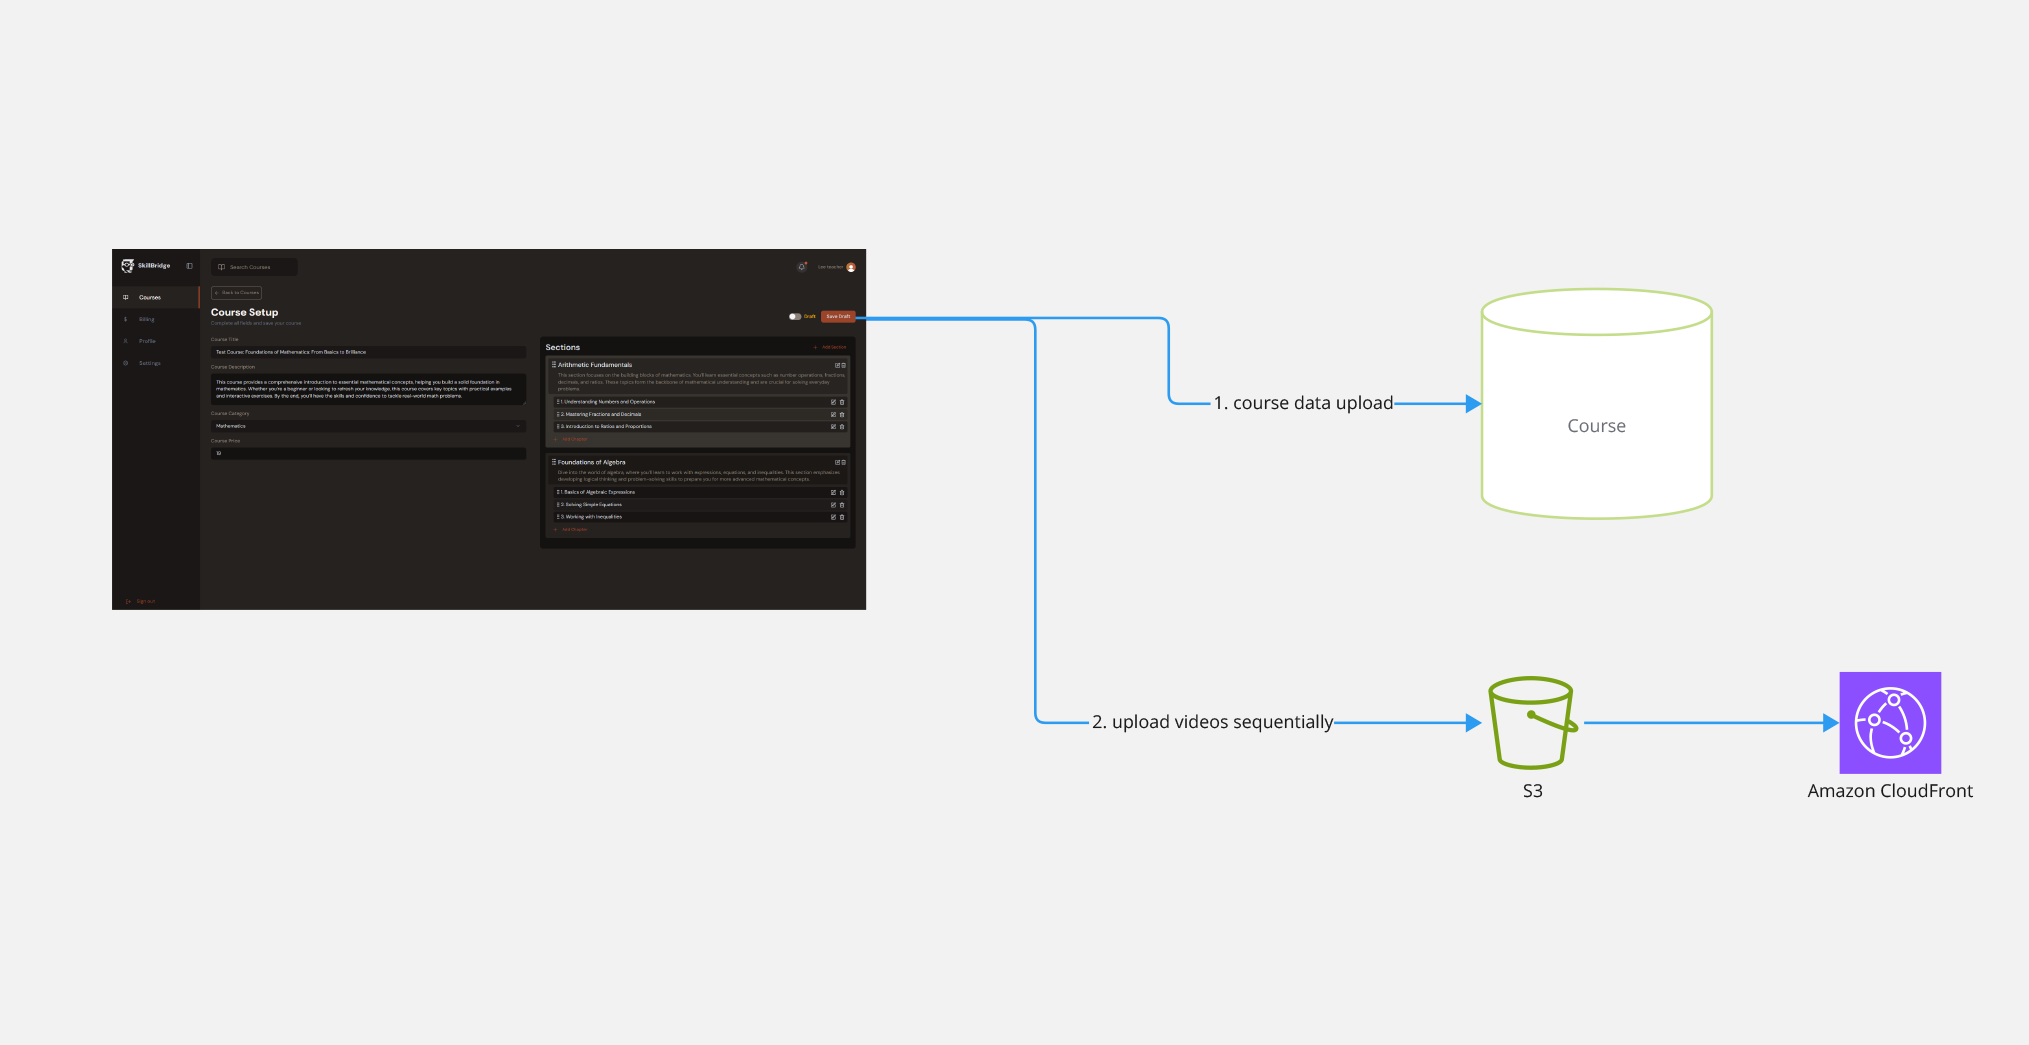 SkillBridge
Search Courses
Courses
Billing
Profile
Settings
Sign out
Back to Courses
Course Setup
Complete all fields and save your course
Draft
Save Draft
Course Title
Test Course: Foundations of Mathematics: From Basics to Brilliance
Course Description
This course provides a comprehensive introduction to essential mathematical concepts, helping you build a solid foundation in
mathematics. Whether you're a beginner or looking to refresh your knowledge, this course covers key topics with practical examples
and interactive exercises. By the end, you'll have the skills and confidence to tackle real-world math problems.
Course Category
Mathematics
Course Price
Sections
Add Section
Arithmetic Fundamentals
This section focuses on the building blocks of mathematics. You'll learn essential concepts such as number operations, fractions,
decimals, and ratios. These topics form the backbone of mathematical understanding and are crucial for solving everyday
problems.
1. Understanding Numbers and Operations
2. Mastering Fractions and Decimals
3. Introduction to Ratios and Proportions
Add Chapter
Foundations of Algebra
Dive into the world of algebra, where you'll learn to work with expressions, equations, and inequalities. This section emphasizes
developing logical thinking and problem-solving skills to prepare you for more advanced mathematical concepts.
1. Basics of Algebraic Expressions
2. Solving Simple Equations
3. Working with Inequalities
Add Chapter
1. course data upload
Course
2. upload videos sequentially
S3
Amazon CloudFront